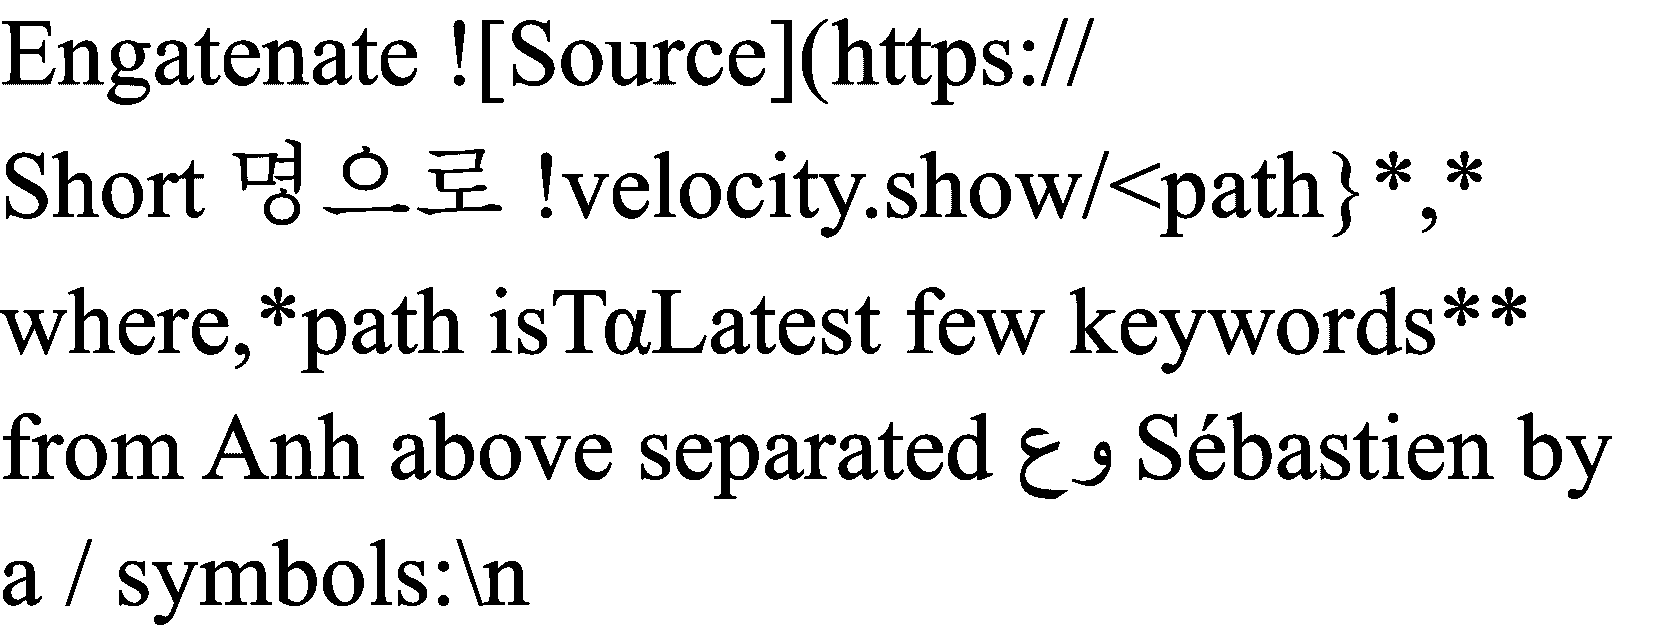 Engatenate ![Source](https://
Short 명으로 !velocity.show/<path}*,*
where,*path isTαLatest few keywords**
from Anh above separated وع Sébastien by
a / symbols:\n